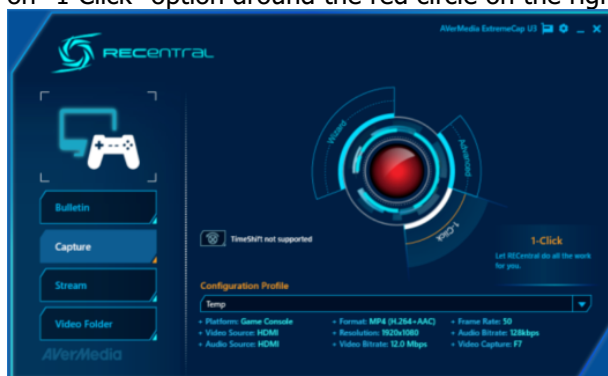 on "1-Click" option around the red circle on the righ
AVerMedia ExtremeCap U3
RECENTRAL
Wizard
Advanced
1-Click
Bulletin
Capture
Stream
Video Folder
AVerMedia
TimeShift not supported
1-Click
Let RECentral do all the work
for you.
Configuration Profile
Temp
• Platform: Game Console
• Video Source: HDMI
• Audio Source: HDMI
• Format: MP4 (H.264+AAC)
• Resolution: 1920x1080
• Video Bitrate: 12.0 Mbps
• Frame Rate: 50
• Audio Bitrate: 128kbps
• Video Capture: F7